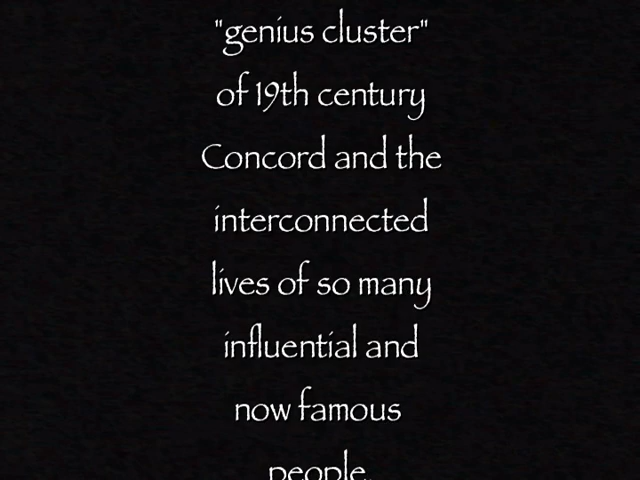 "genius cluster"
of 19th century
Concord and the
interconnected
lives of so many
influential and
now famous
people.